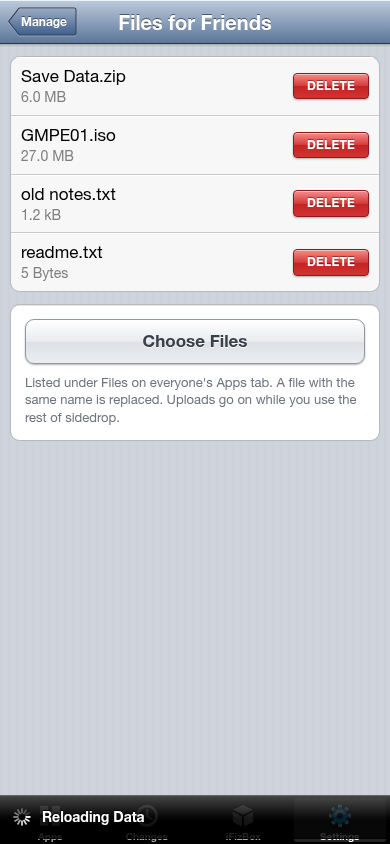 Manage
Files for Friends
Save Data.zip
6.0 MB
DELETE
GMPE01.iso
27.0 MB
DELETE
old notes.txt
1.2 kB
DELETE
readme.txt
5 Bytes
DELETE
Choose Files
Listed under Files on everyone's Apps tab. A file with the
same name is replaced. Uploads go on while you use the
rest of sidedrop.
Reloading Data
Apps
Changes
iFizBox
Settings